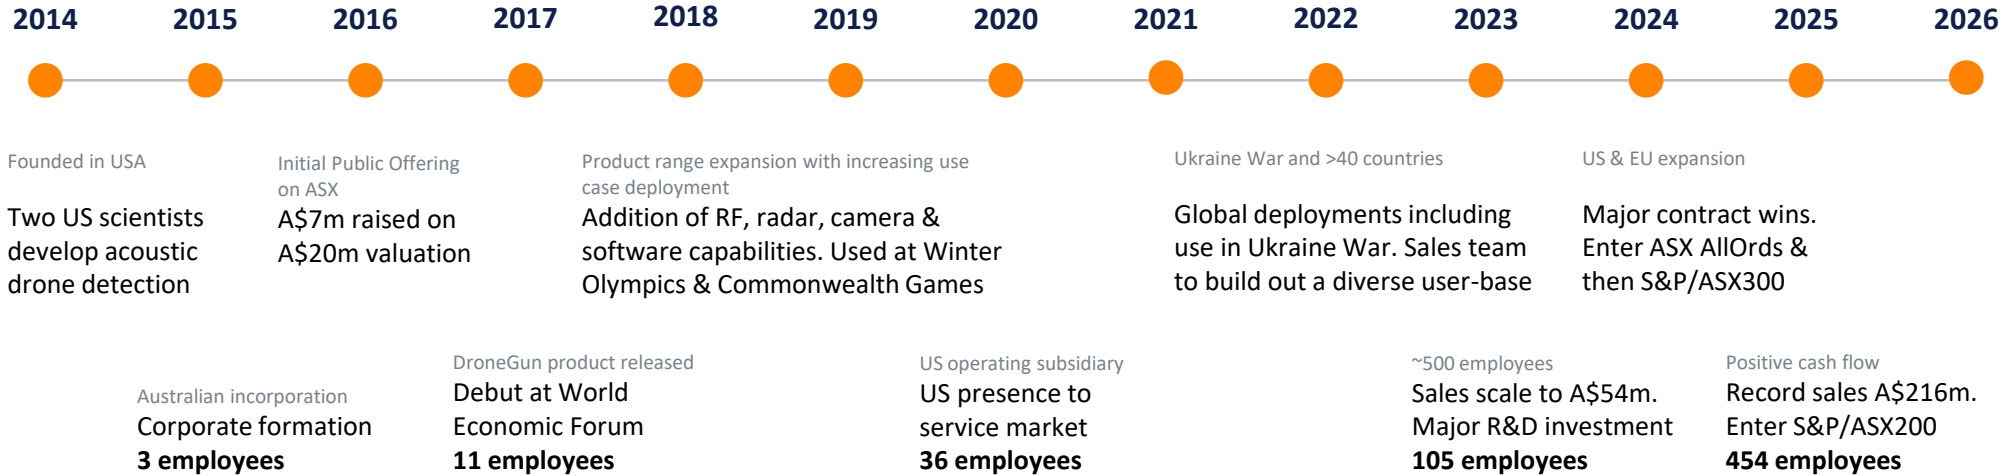 2014 2015 2016 2017 2018 2019 2020 2021 2022 2023 2024 2025 2026
Founded in USA
Two US scientists
develop acoustic
drone detection
Initial Public Offering
on ASX
A$7m raised on
A$20m valuation
Product range expansion with increasing use
case deployment
Addition of RF, radar, camera &
software capabilities. Used at Winter
Olympics & Commonwealth Games
Ukraine War and >40 countries
Global deployments including
use in Ukraine War. Sales team
to build out a diverse user-base
US & EU expansion
Major contract wins.
Enter ASX AllOrds &
then S&P/ASX300
Australian incorporation
Corporate formation
3 employees
DroneGun product released
Debut at World
Economic Forum
11 employees
US operating subsidiary
US presence to
service market
36 employees
~500 employees
Sales scale to A$54m.
Major R&D investment
105 employees
Positive cash flow
Record sales A$216m.
Enter S&P/ASX200
454 employees